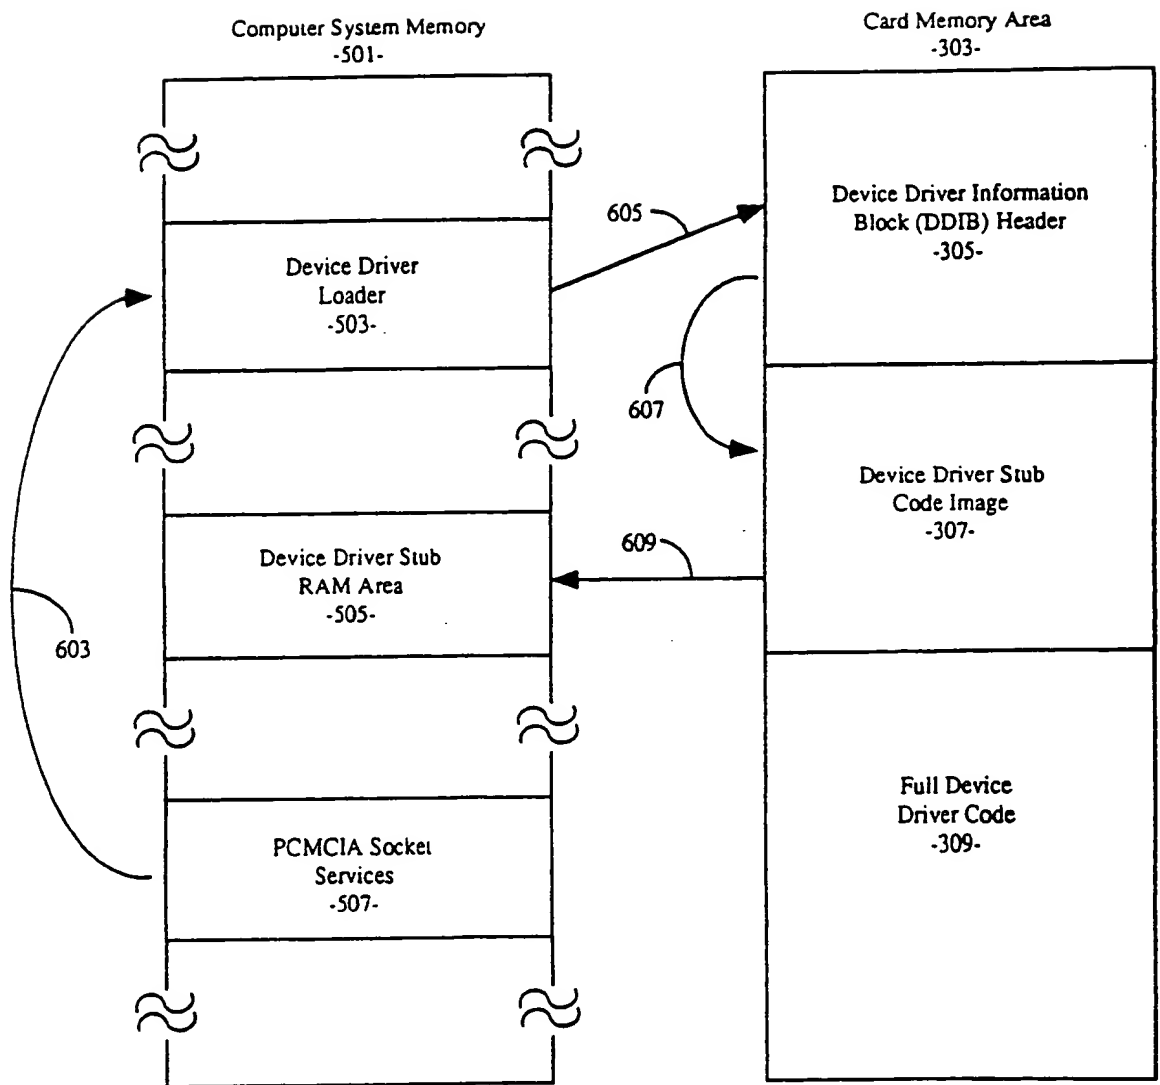 Computer System Memory
-501-
Card Memory Area
-303-
Device Driver Information
Block (DDIB) Header
-305-
605
Device Driver
Loader
-503-
607
Device Driver Stub
Code Image
-307-
609
Device Driver Stub
RAM Area
-505-
603
Full Device
Driver Code
-309-
PCMCIA Socket
Services
-507-